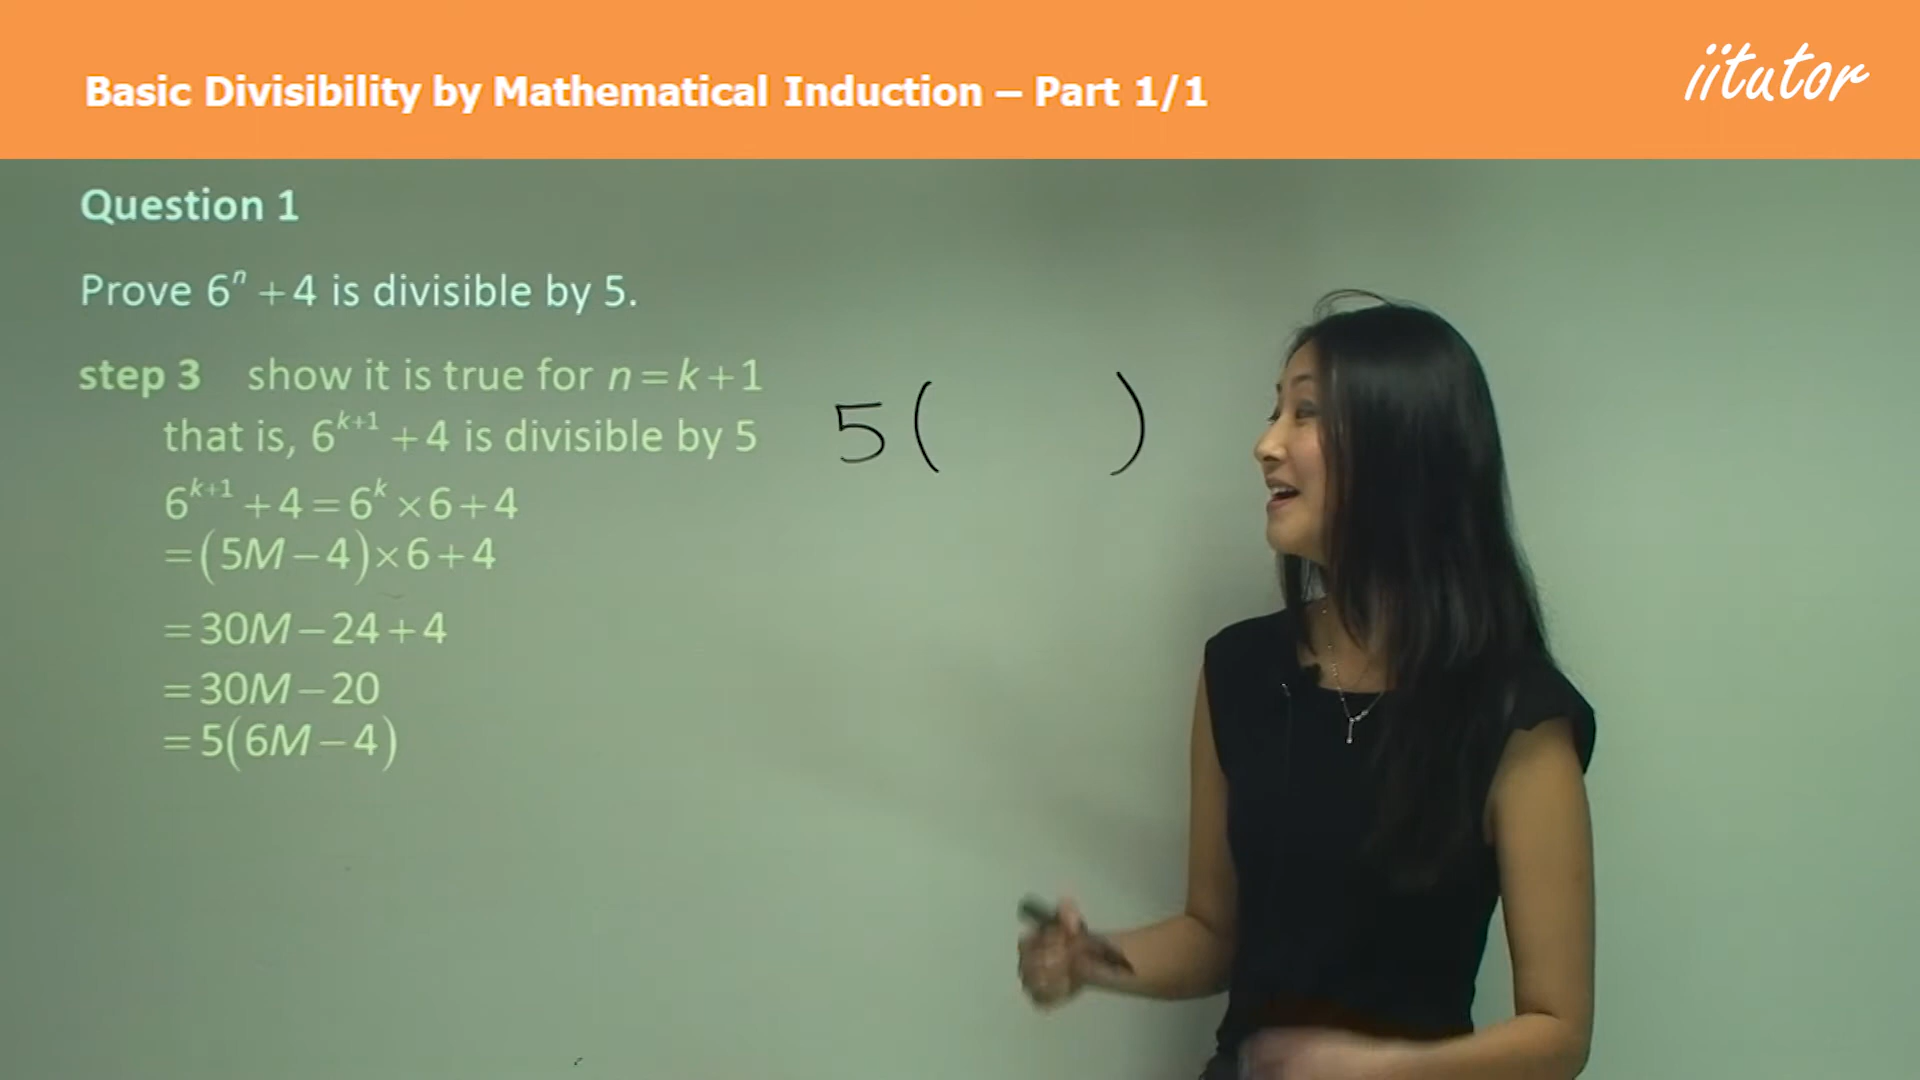 Basic Divisibility by Mathematical Induction – Part 1/1
iitutor
Question 1
Prove 6ⁿ + 4 is divisible by 5.
step 3 show it is true for n = k + 1
that is, 6ᵏ⁺¹ + 4 is divisible by 5
5 ( )
6ᵏ⁺¹ + 4 = 6ᵏ × 6 + 4
= (5M − 4) × 6 + 4
= 30M − 24 + 4
= 30M − 20
= 5(6M − 4)